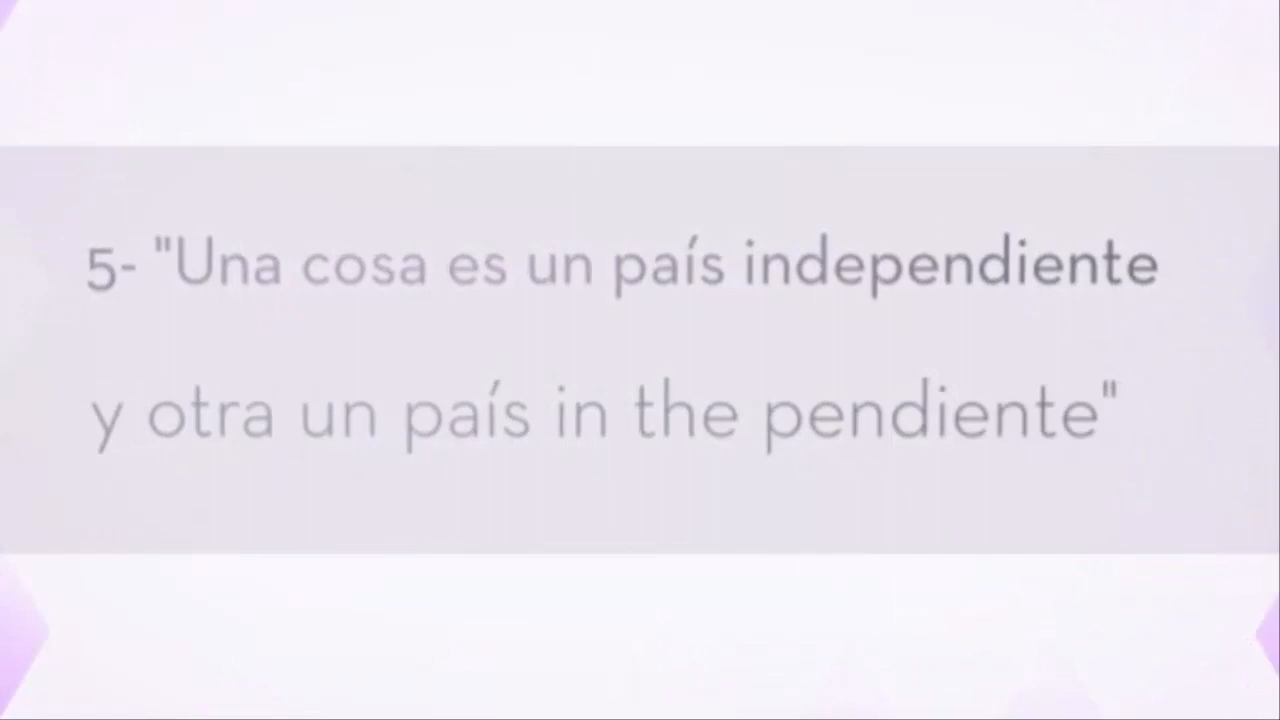 5- "Una cosa es un país independiente
y otra un país in the pendiente"